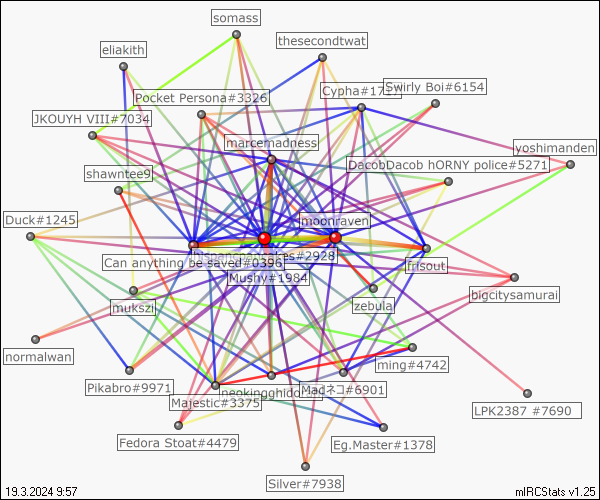 somass
thesecondtwat
eliakith
Cypha#17
Swirly Boi#6154
Pocket Persona#3326
JKOUYH VIII#7034
marcemadness
yoshimanden
DacobDacob hORNY police#5271
shawntee9
moonraven
Duck#1245
Can anything be saved#0396
#2928
frisout
Mushy#1984
bigcitysamurai
mukszii
zebula
normalwan
ming#4742
Pikabro#9971
Majestic#3375
Madネコ#6901
LPK2387 #7690
Fedora Stoat#4479
Eg.Master#1378
Silver#7938
19.3.2024 9:57
mIRCStats v1.25